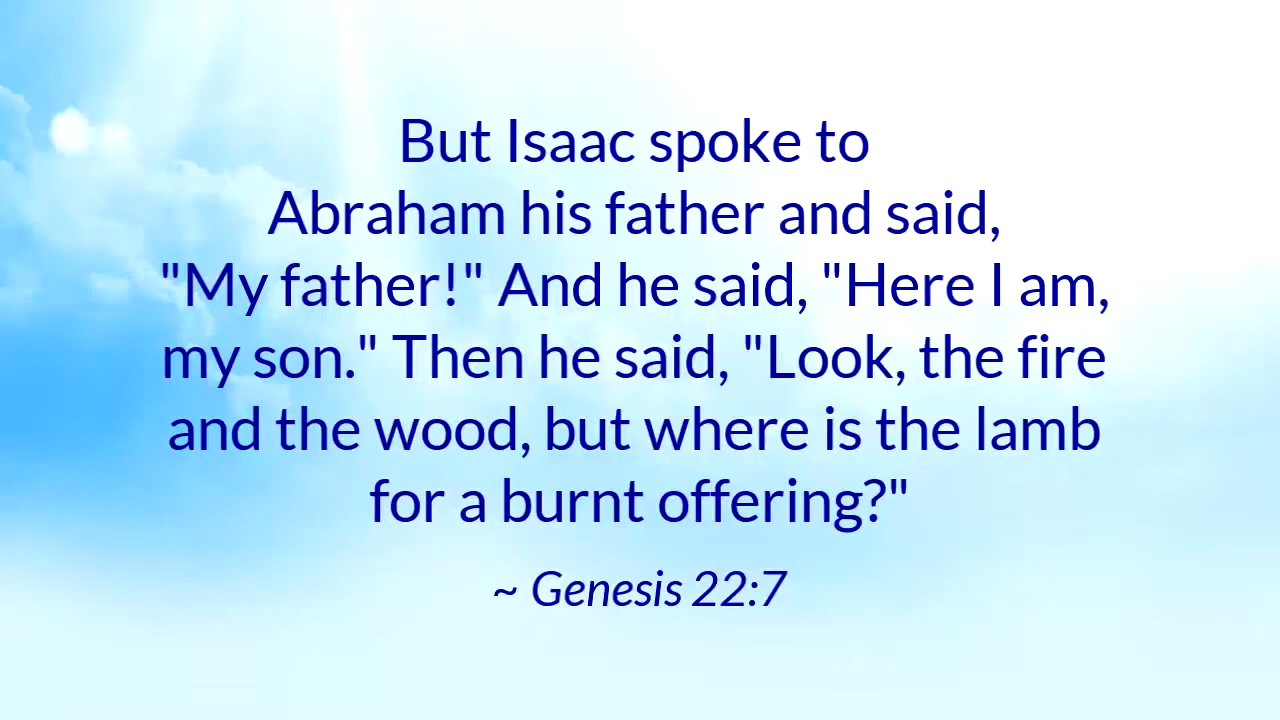 But Isaac spoke to
Abraham his father and said,
"My father!" And he said, "Here I am,
my son." Then he said, "Look, the fire
and the wood, but where is the lamb
for a burnt offering?"
~ Genesis 22:7